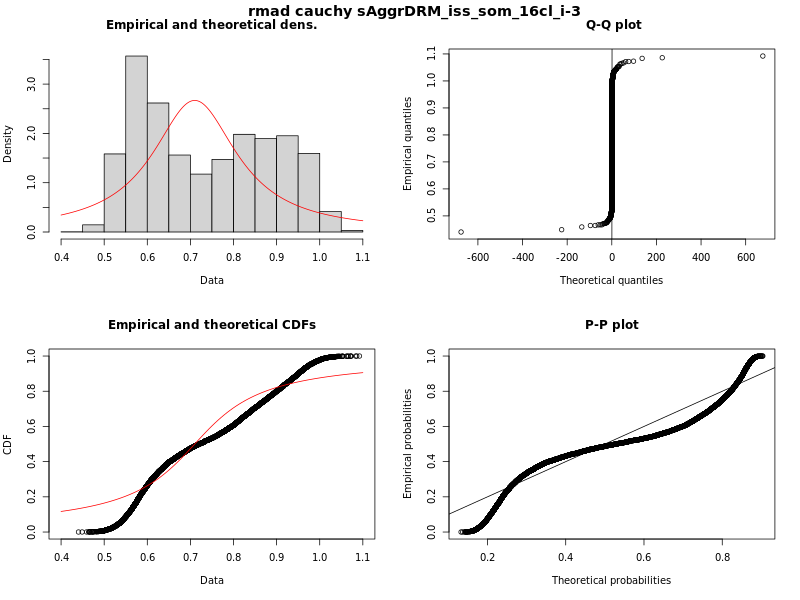 rmad cauchy sAggrDRM_iss_som_16cl_i-3
Empirical and theoretical dens.
Density
0.0 1.0 2.0 3.0
0.4 0.5 0.6 0.7 0.8 0.9 1.0 1.1
Data
Q-Q plot
Empirical quantiles
0.5 0.6 0.7 0.8 0.9 1.0 1.1
-600 -400 -200 0 200 400 600
Theoretical quantiles
Empirical and theoretical CDFs
CDF
0.0 0.2 0.4 0.6 0.8 1.0
0.4 0.5 0.6 0.7 0.8 0.9 1.0 1.1
Data
P-P plot
Empirical probabilities
0.0 0.2 0.4 0.6 0.8 1.0
0.2 0.4 0.6 0.8
Theoretical probabilities